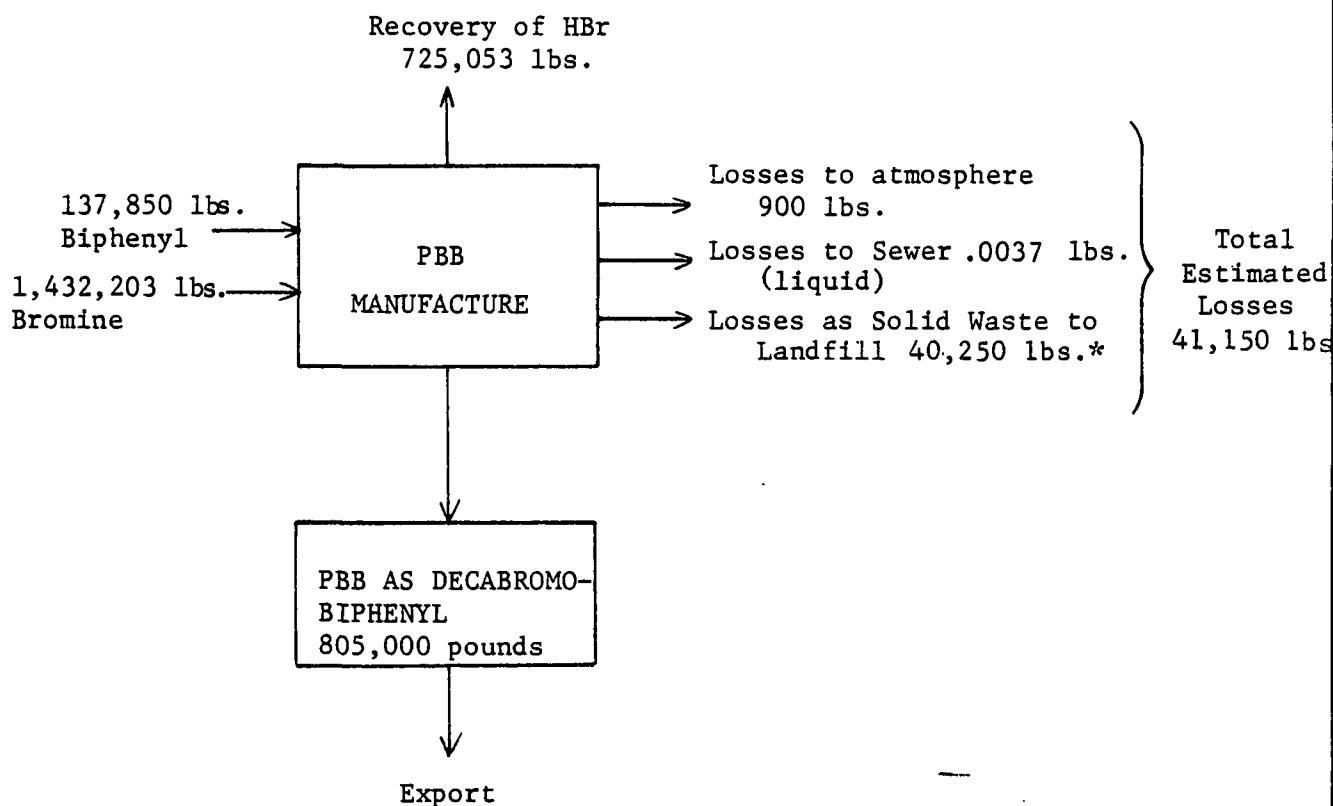 Recovery of HBr
725,053 lbs.
137,850 lbs.
Biphenyl
1,432,203 lbs.
Bromine
PBB
MANUFACTURE
Losses to atmosphere
900 lbs.
Losses to Sewer .0037 lbs.
(liquid)
Losses as Solid Waste to
Landfill 40,250 lbs.*
Total
Estimated
Losses
41,150 lbs
PBB AS DECABROMO-
BIPHENYL
805,000 pounds
Export